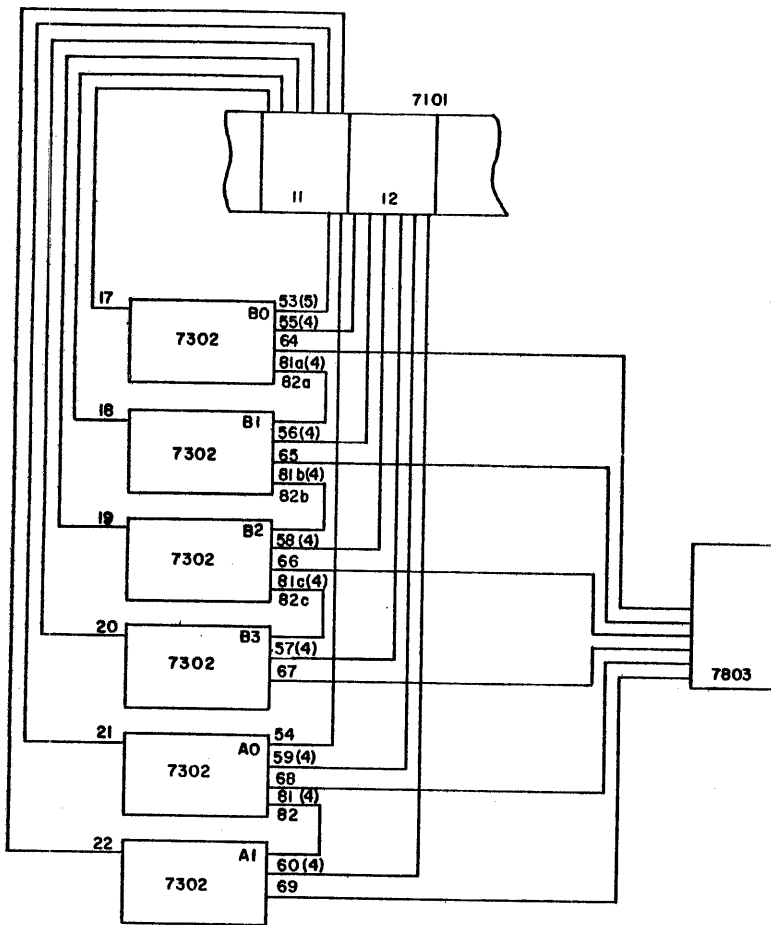 7101
11
12
17
B0
7302
53(5)
55(4)
64
81a(4)
82a
18
B1
7302
56(4)
65
81b(4)
82b
19
B2
7302
58(4)
66
81c(4)
82c
20
B3
7302
57(4)
67
7803
21
A0
7302
54
59(4)
68
81(4)
82
22
A1
7302
60(4)
69